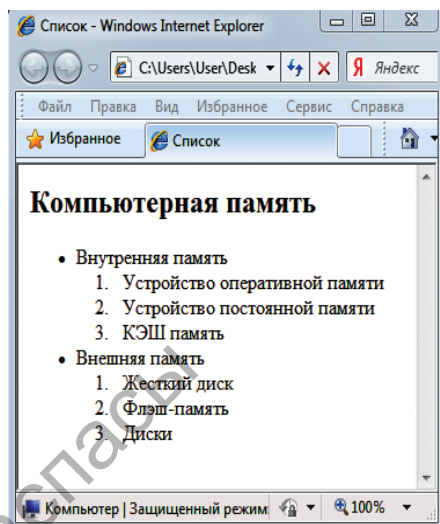 Список - Windows Internet Explorer
C:\Users\User\Desk
Яндекс
Файл Правка Вид Избранное Сервис Справка
Избранное
Список
Компьютерная память
• Внутренняя память
1. Устройство оперативной памяти
2. Устройство постоянной памяти
3. КЭШ память
• Внешняя память
1. Жесткий диск
2. Флэш-память
3. Диски
Компьютер | Защищенный режим:
100%